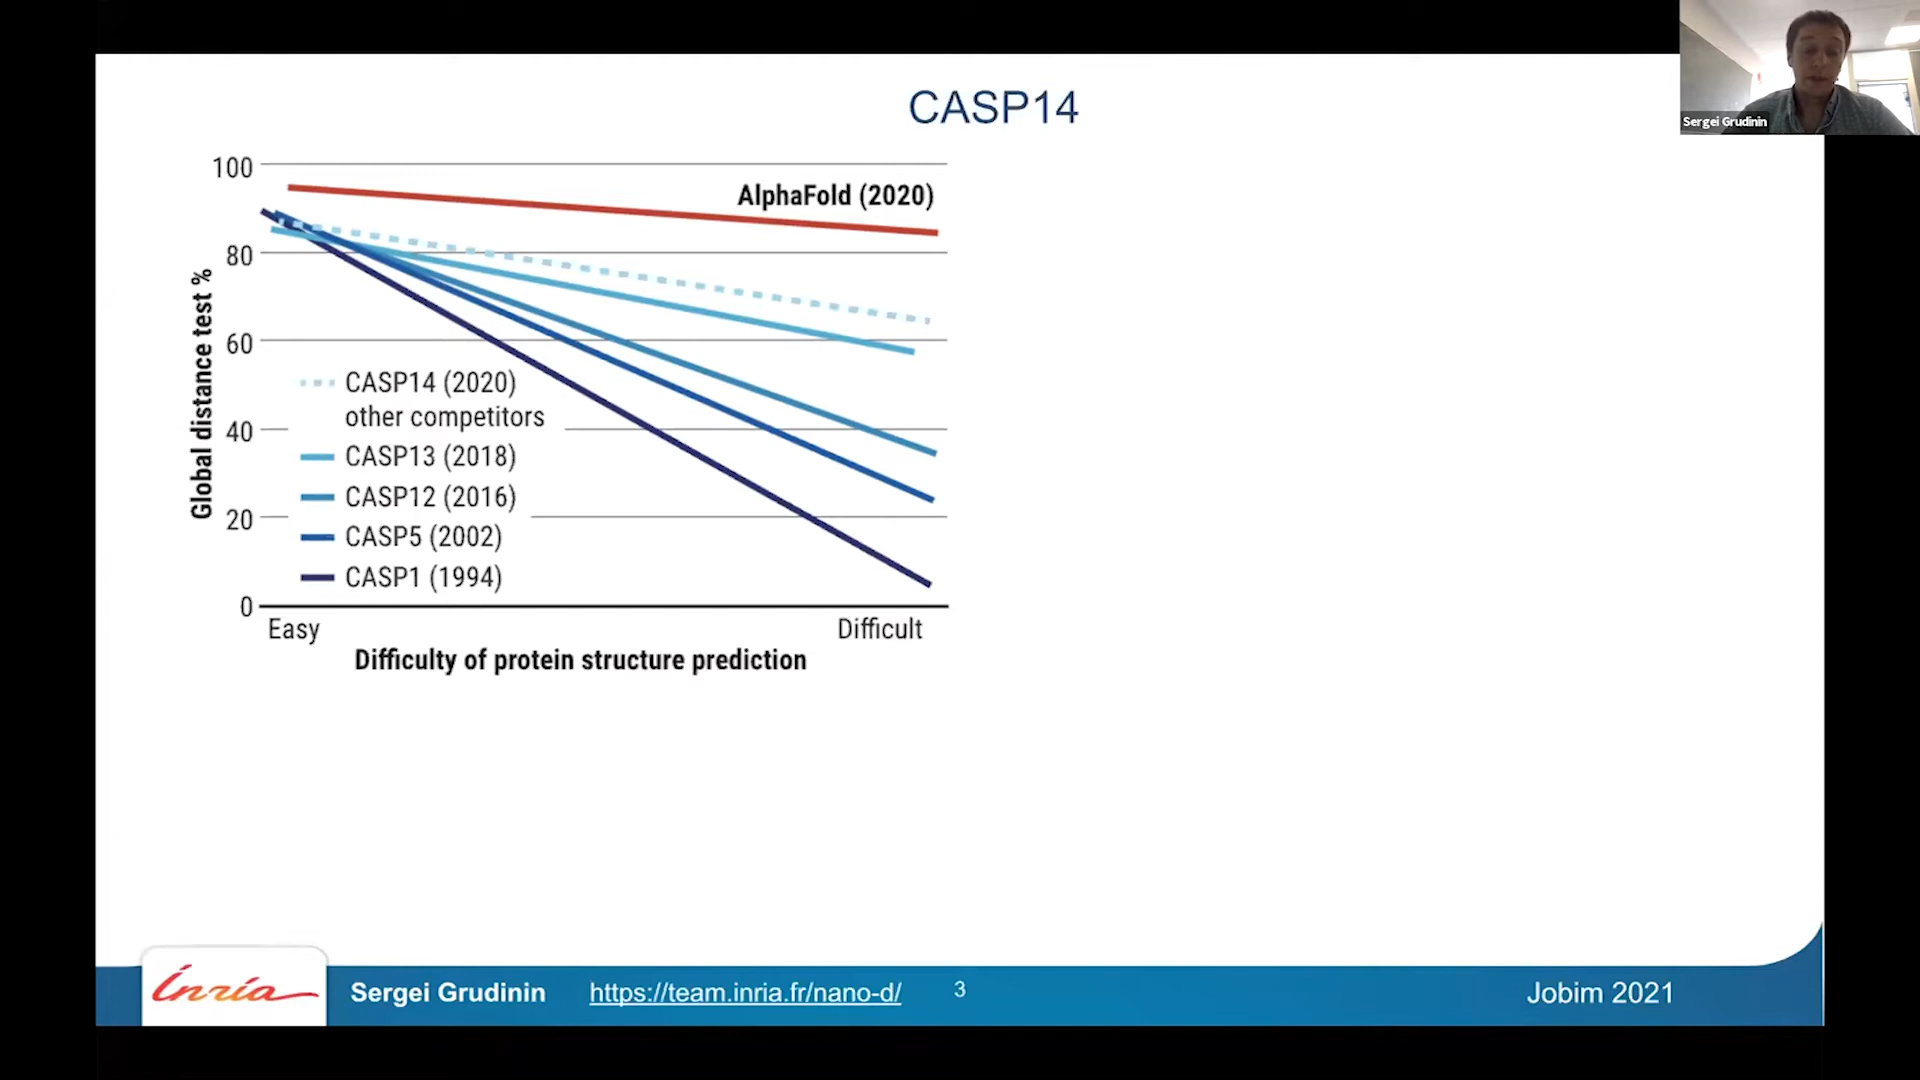 CASP14
Sergei Grudinin
100
80
60
40
20
0
Global distance test %
AlphaFold (2020)
CASP14 (2020)
other competitors
CASP13 (2018)
CASP12 (2016)
CASP5 (2002)
CASP1 (1994)
Easy
Difficult
Difficulty of protein structure prediction
Inria
Sergei Grudinin
https://team.inria.fr/nano-d/
3
Jobim 2021